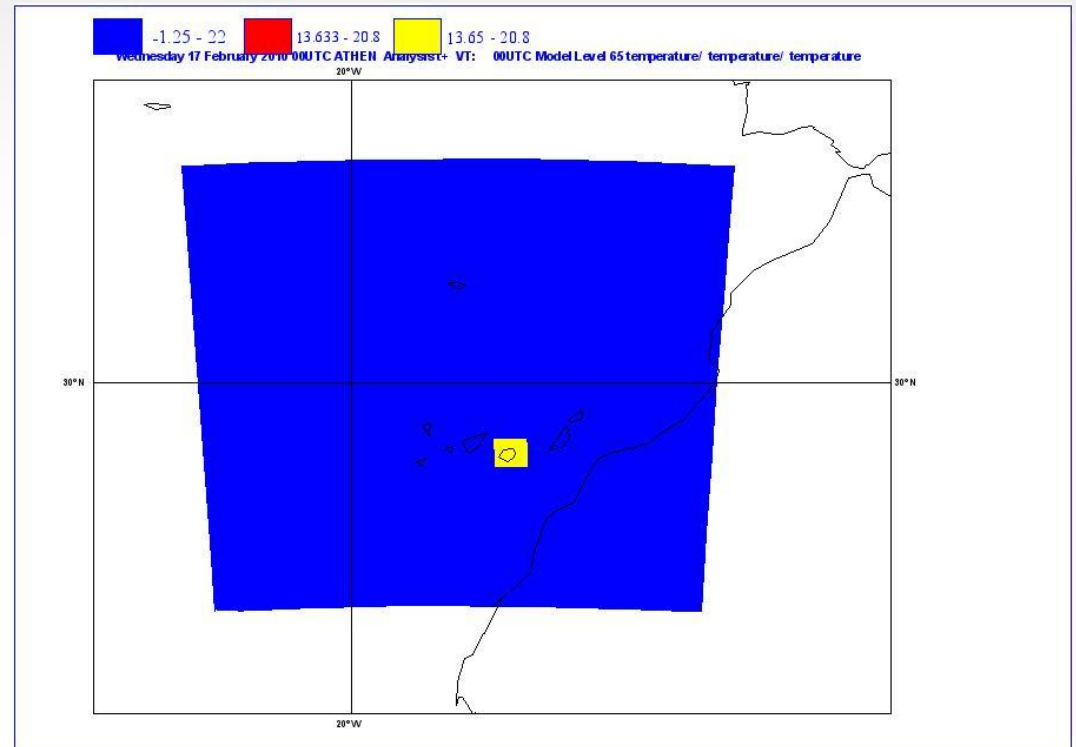 -1.25 - 22 13.633 - 20.8 13.65 - 20.8
Wednesday 17 February 2010 00UTC ATHEN VT: 00UTC Model Level 65 temperature/ temperature/ temperature
20°W
30°N 30°N
20°W